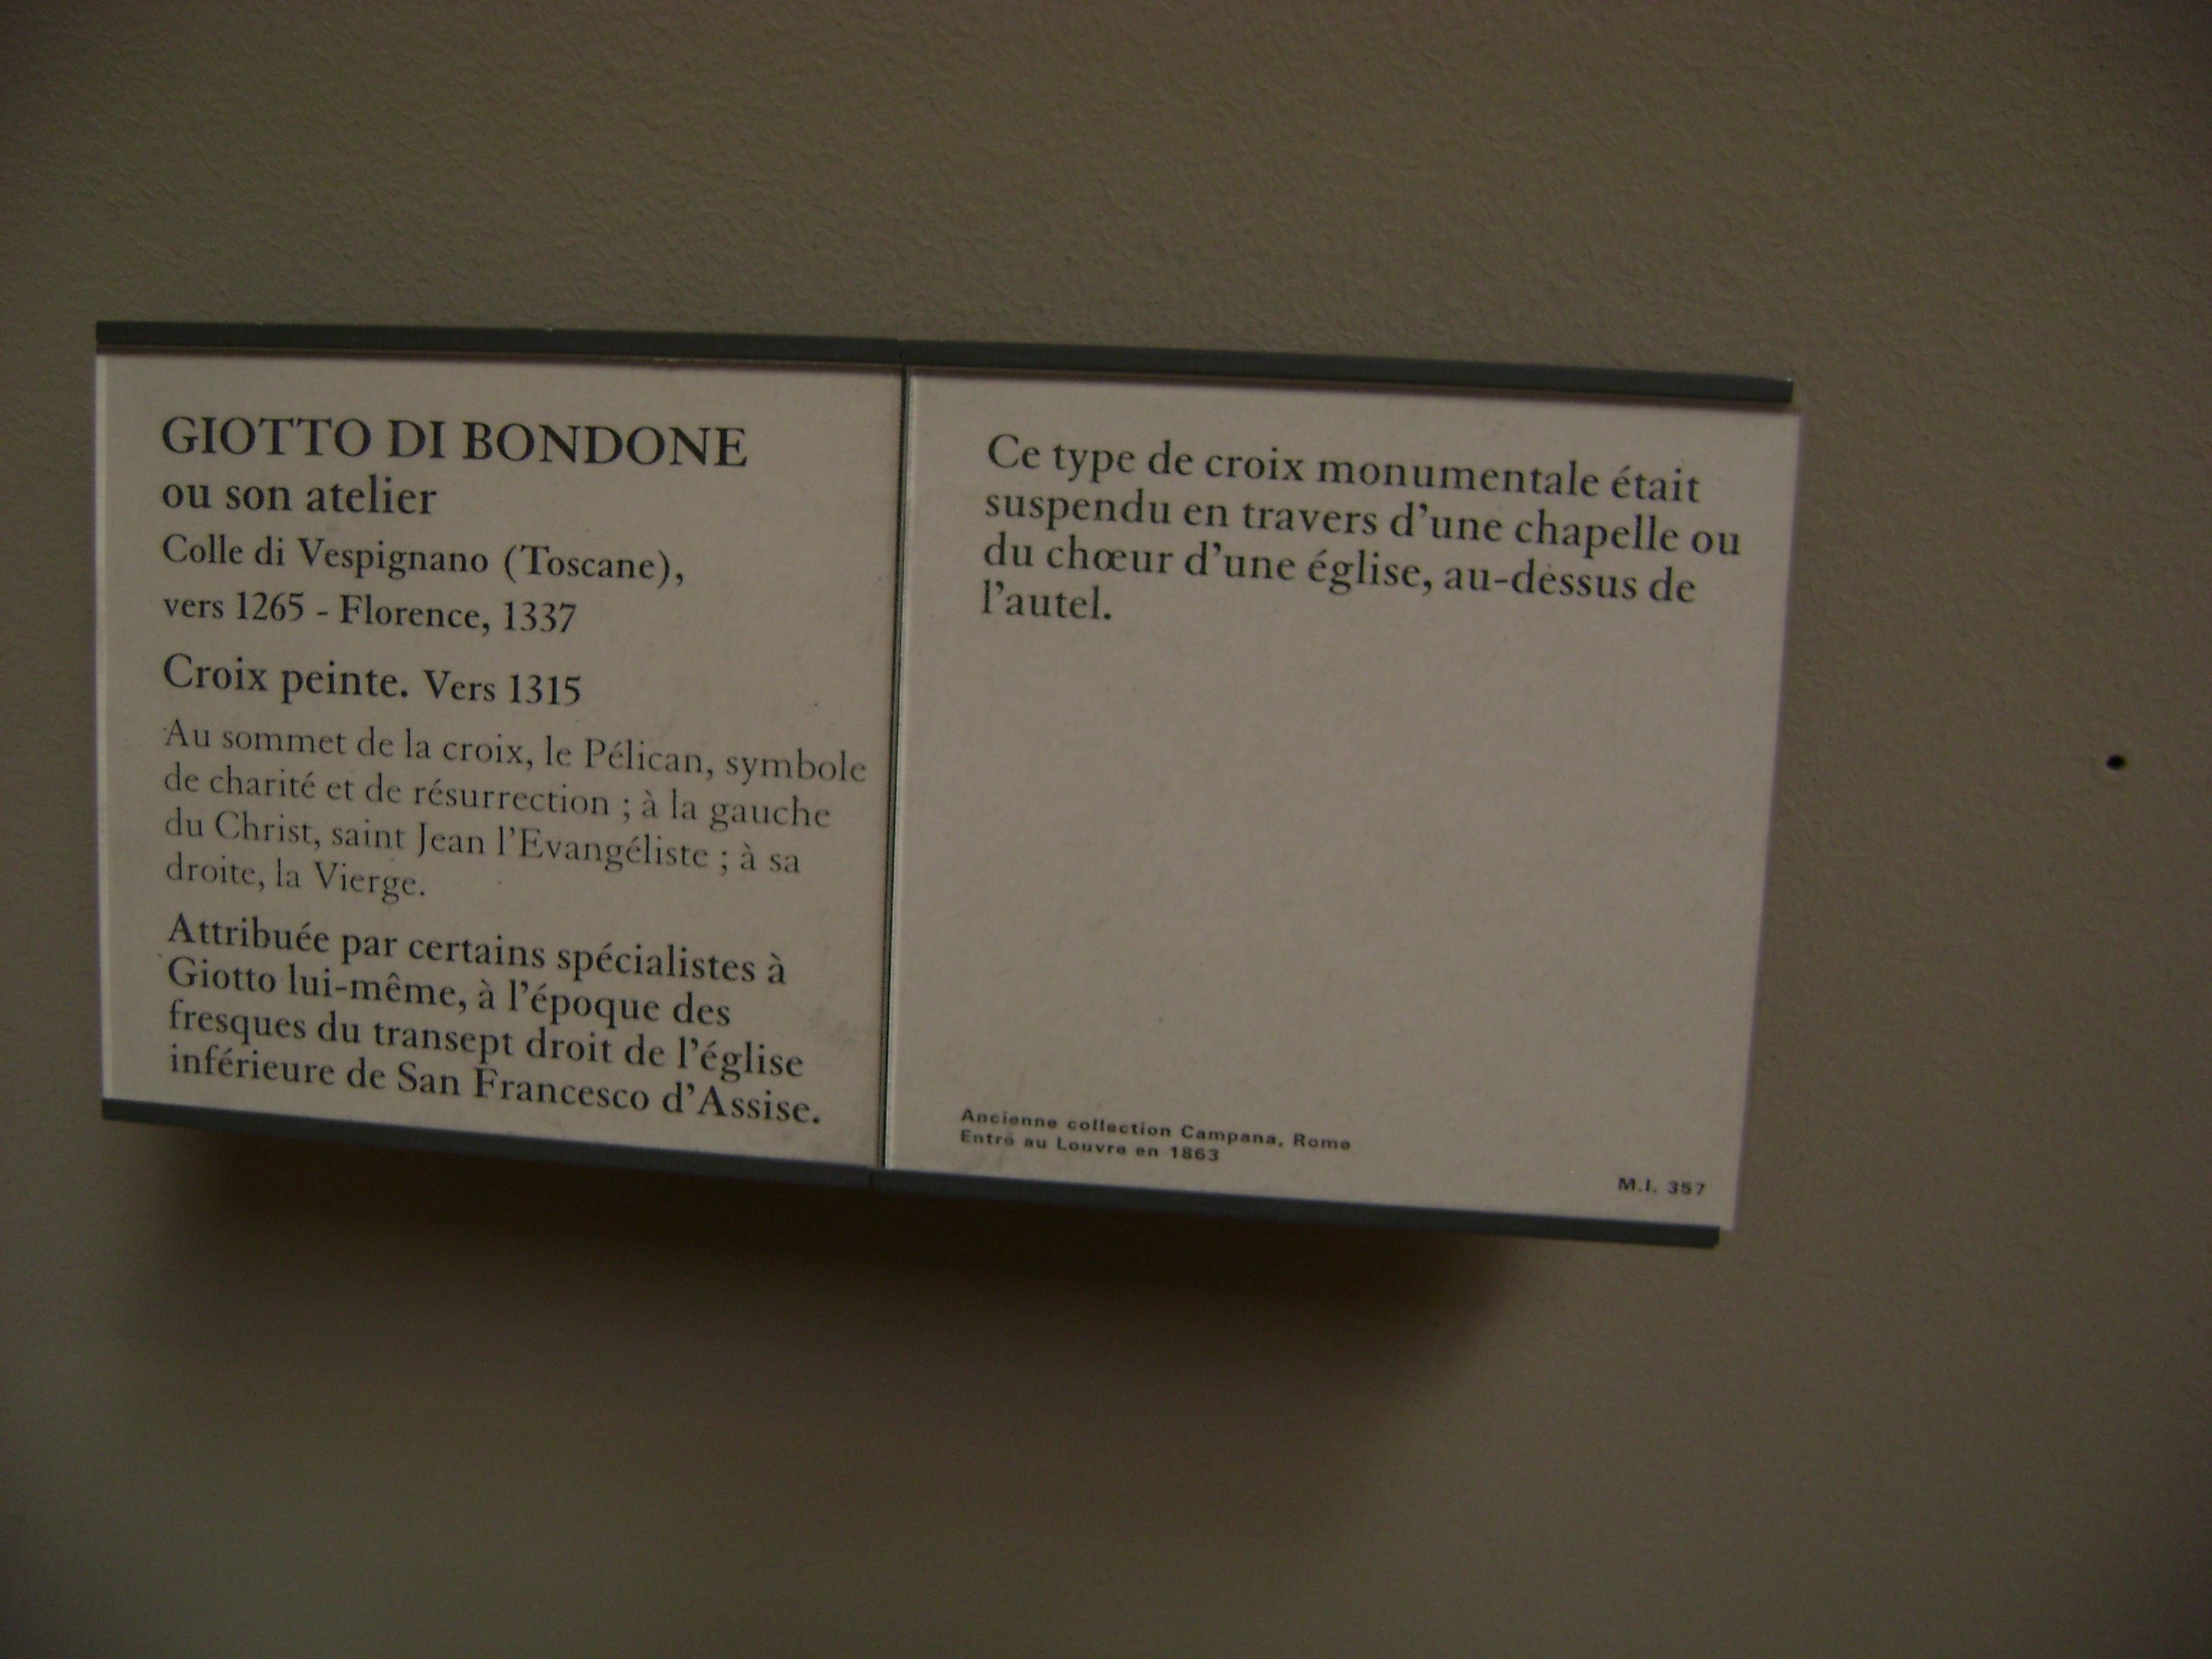 GIOTTO DI BONDONE
ou son atelier
Colle di Vespignano (Toscane),
vers 1265 - Florence, 1337
Croix peinte. Vers 1315
Au sommet de la croix, le Pélican, symbole
de charité et de résurrection ; à la gauche
du Christ, saint Jean l'Evangéliste ; à sa
droite, la Vierge.
Attribuée par certains spécialistes à
Giotto lui-même, à l'époque des
fresques du transept droit de l'église
inférieure de San Francesco d'Assise.
Ce type de croix monumentale était
suspendu en travers d'une chapelle ou
du chœur d'une église, au-dessus de
l'autel.
Ancienne collection Campana, Rome
Entré au Louvre en 1863
M.I. 357